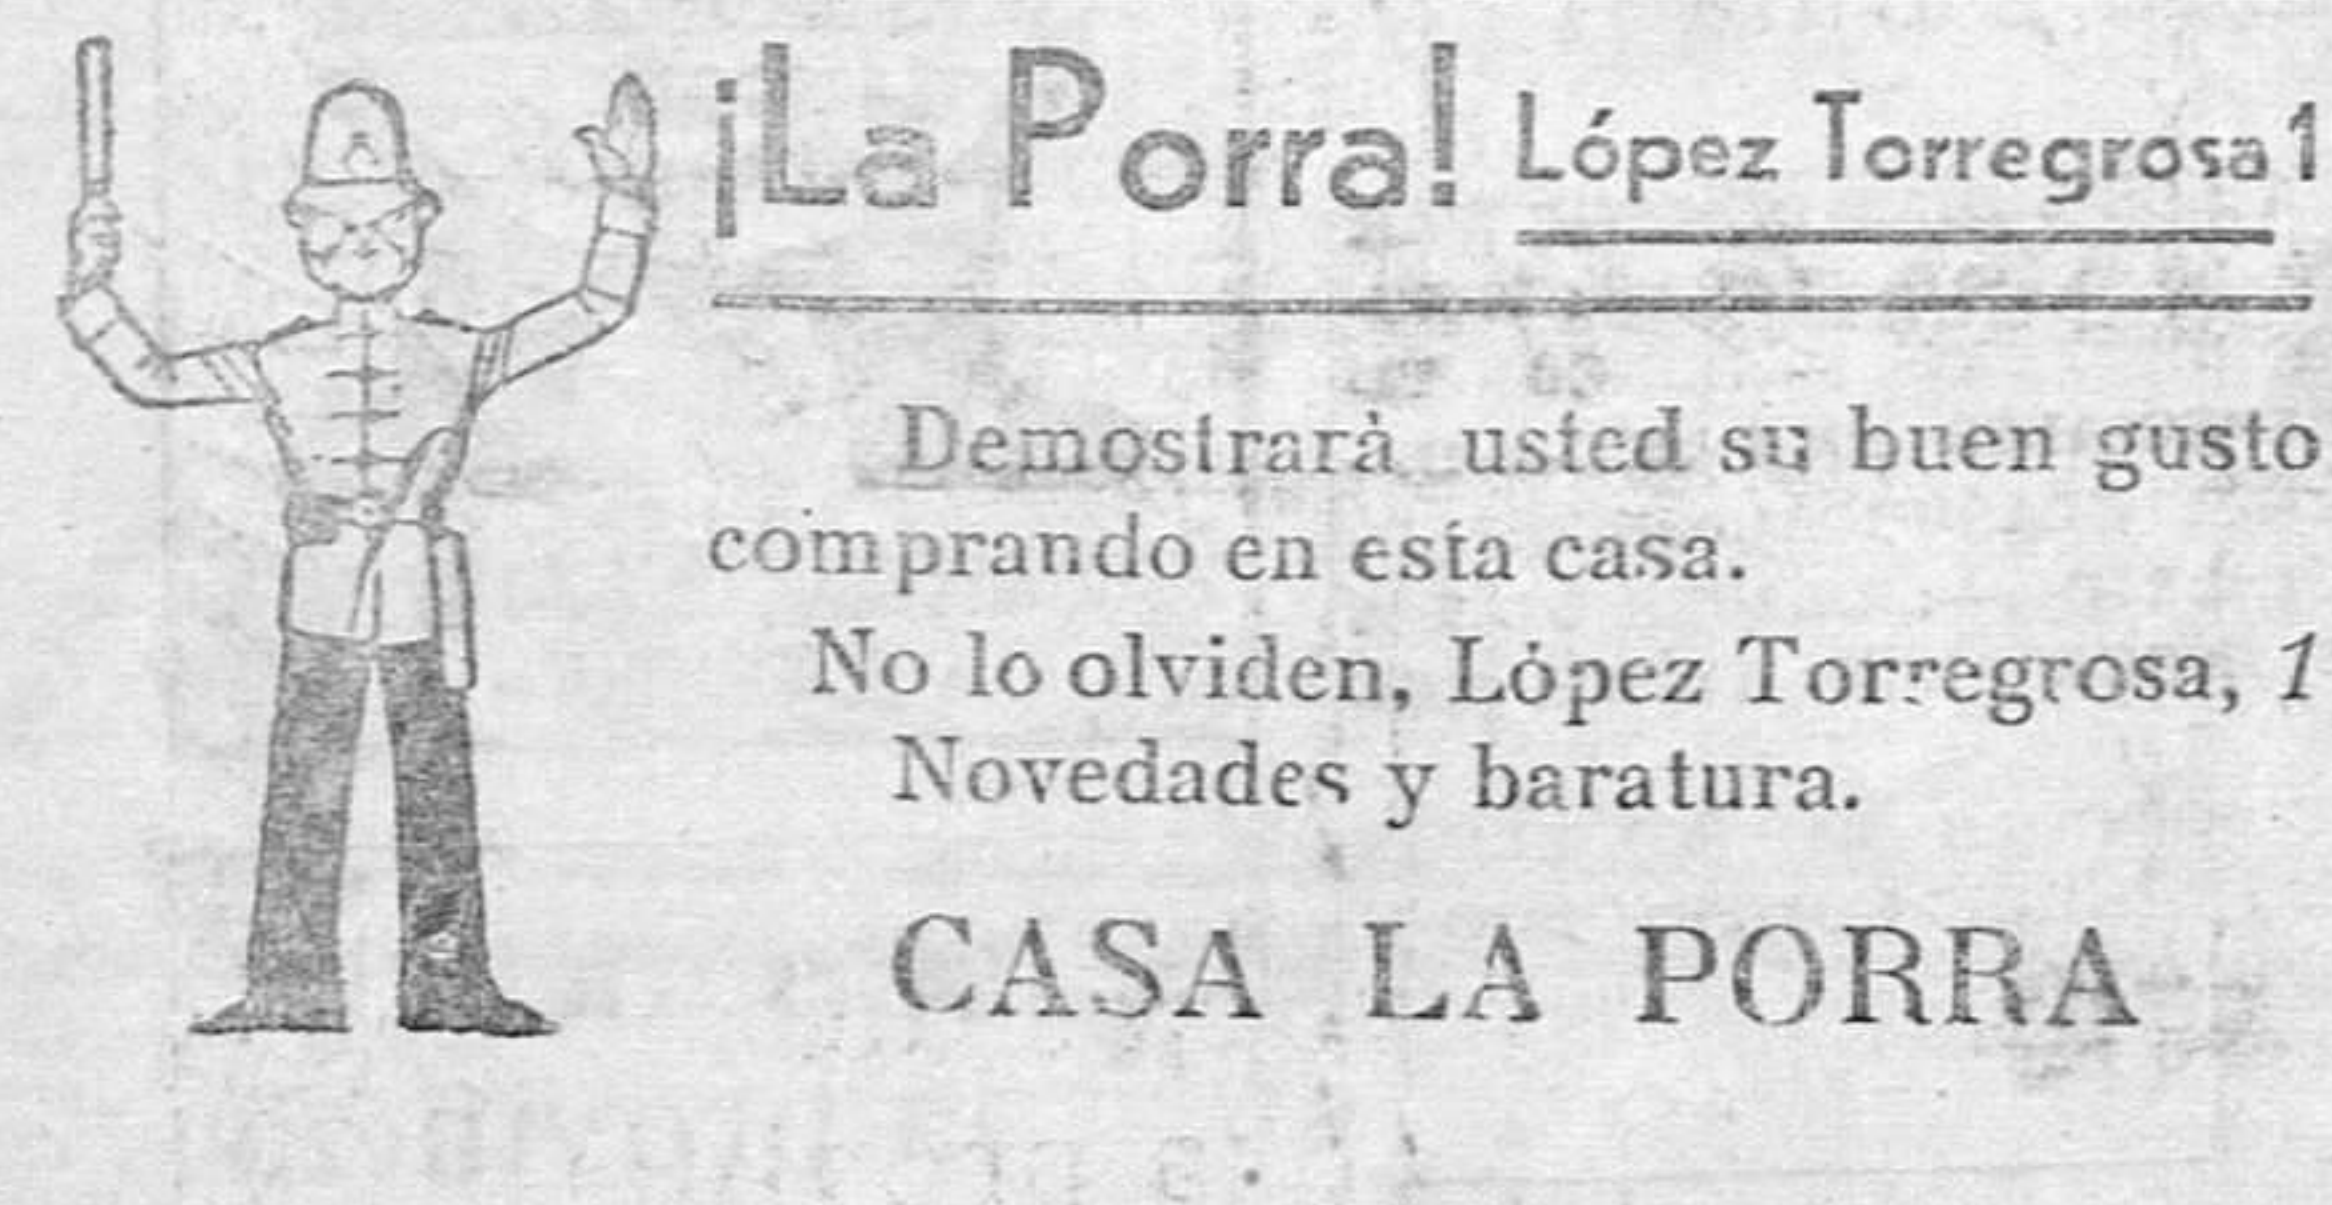 ¡La Porra! López Torregrosa 1
Demostrarà usted su buen gusto
comprando en esta casa.
No lo olviden, López Torregrosa, 1
Novedades y baratura.
CASA LA PORRA